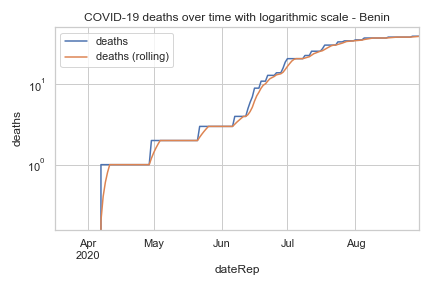 COVID-19 deaths over time with logarithmic scale - Benin
deaths
deaths (rolling)
10¹
10⁰
deaths
Apr
2020
May
Jun
Jul
Aug
dateRep